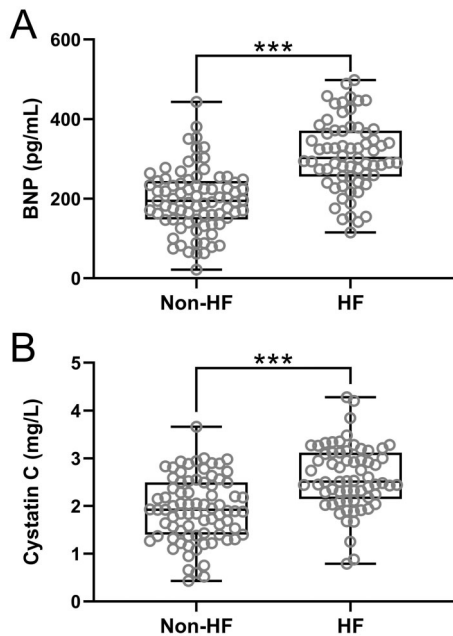 A
BNP (pg/mL)
600
400
200
0
***
Non-HF
HF
B
Cystatin C (mg/L)
5
4
3
2
1
0
***
Non-HF
HF